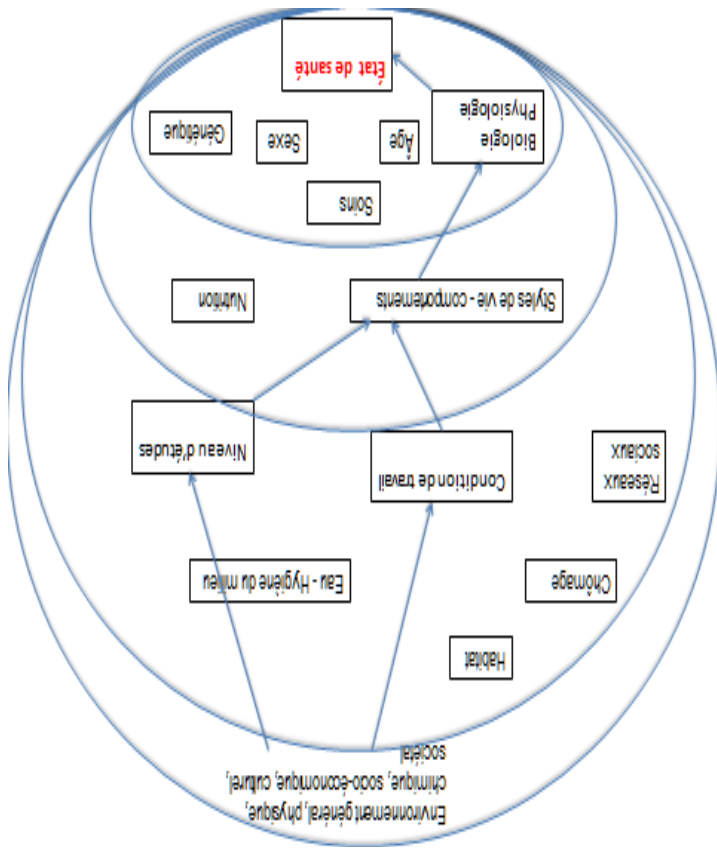 Environnement général, physique,
chimique, socio-économique, culturel,
sociétal
Habitat
Chômage
Eau - Hygiène du milieu
Réseaux
sociaux
Condition de travail
Niveau d'études
Styles de vie - comportements
Nutrition
Soins
Biologie
Physiologie
Âge
Sexe
Génétique
État de santé